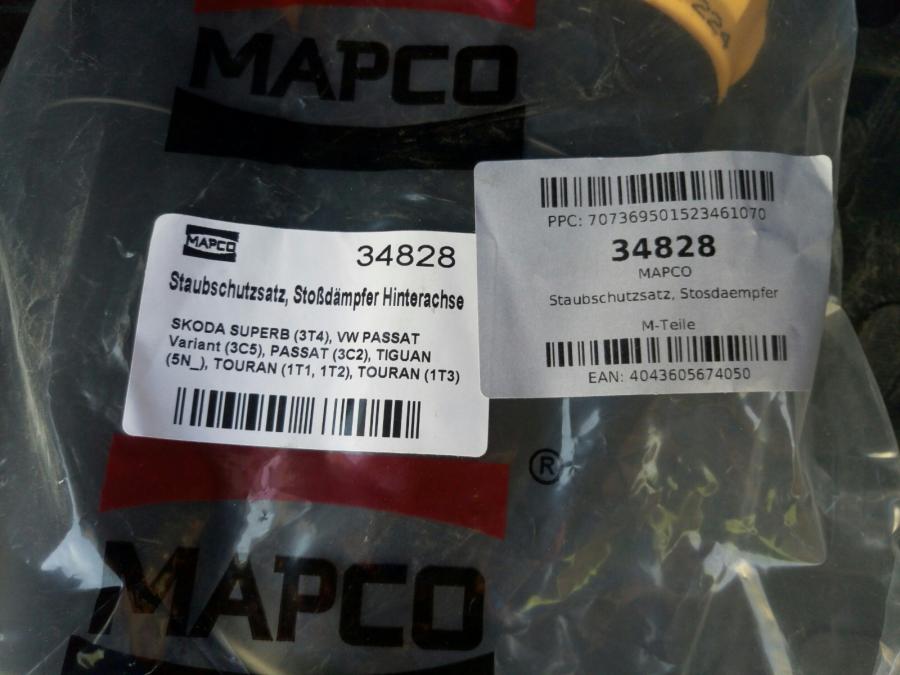 22A
MAPCO
MAPCO
34828
Staubschutzsatz, Stoßdämpfer Hinterachse
SKODA SUPERB (3T4), VW PASSAT
Variant (3C5), PASSAT (3C2), TIGUAN
(5N_), TOURAN (1T1, 1T2), TOURAN (1T3)
PPC: 707369501523461070
34828
MAPCO
Staubschutzsatz, Stosdaempfer
M-Teile
EAN: 4043605674050
®
MAPCO